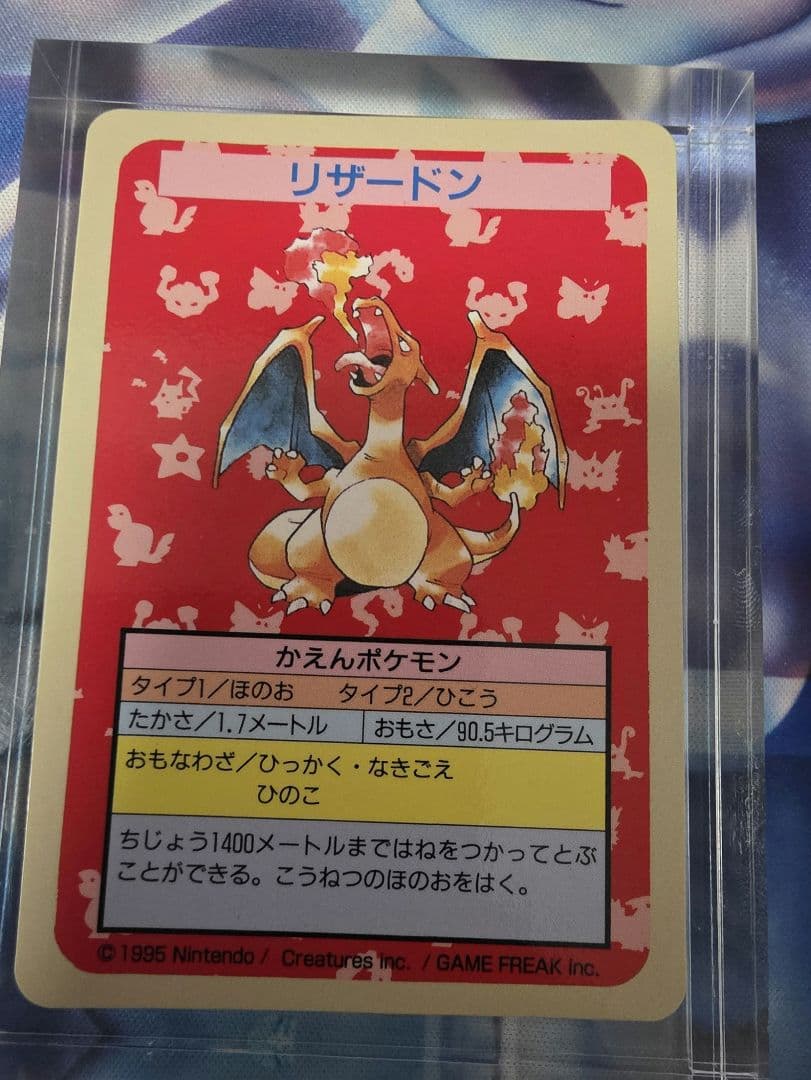 リザードン
かえんポケモン
タイプ1/ほのお タイプ2/ひこう
たかさ/1.7メートル おもさ/90.5キログラム
おもなわざ/ひっかく・なきごえ
ひのこ
ちじょう1400メートルまではねをつかってとぶ
ことができる。こうねつのほのおをはく。
©1995 Nintendo / Creatures inc. / GAME FREAK inc.